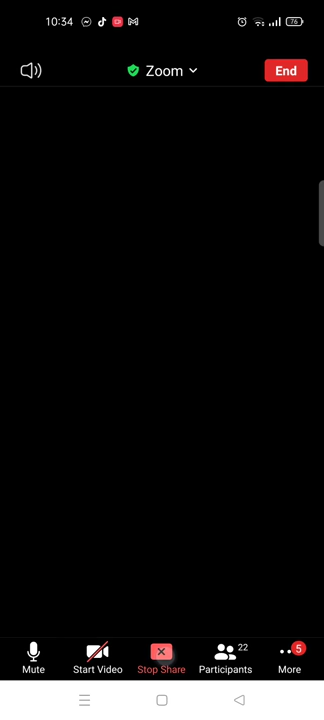 10:34
76
Zoom
End
22
5
Mute
Start Video
Stop Share
Participants
More